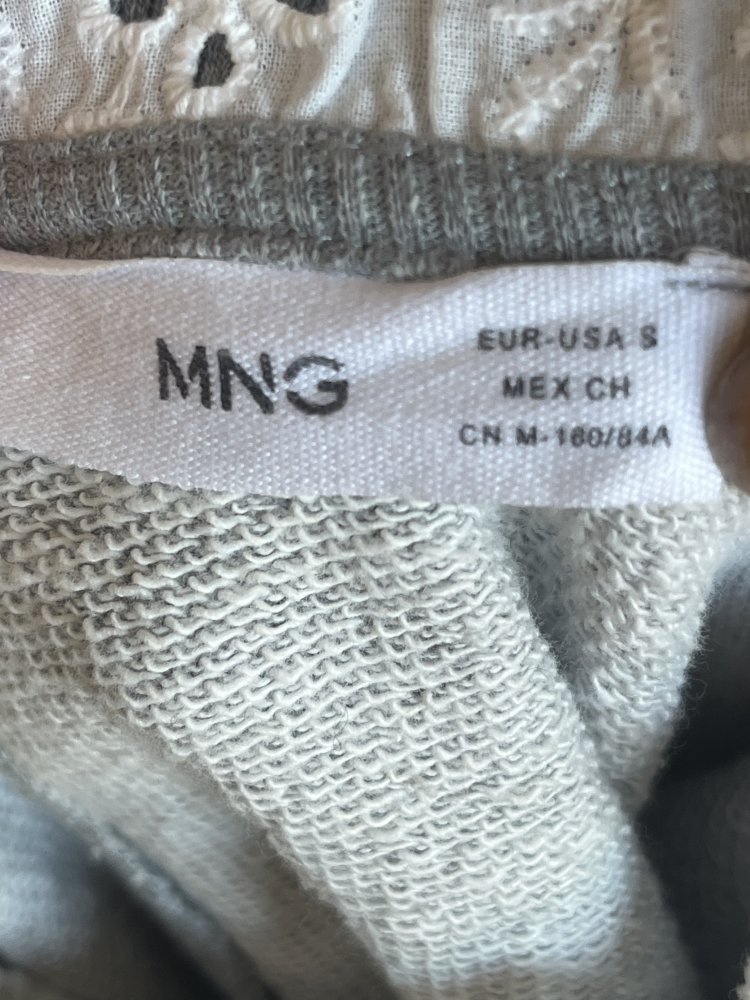 MNG
EUR-USA S
MEX CH
CN M-160/84A